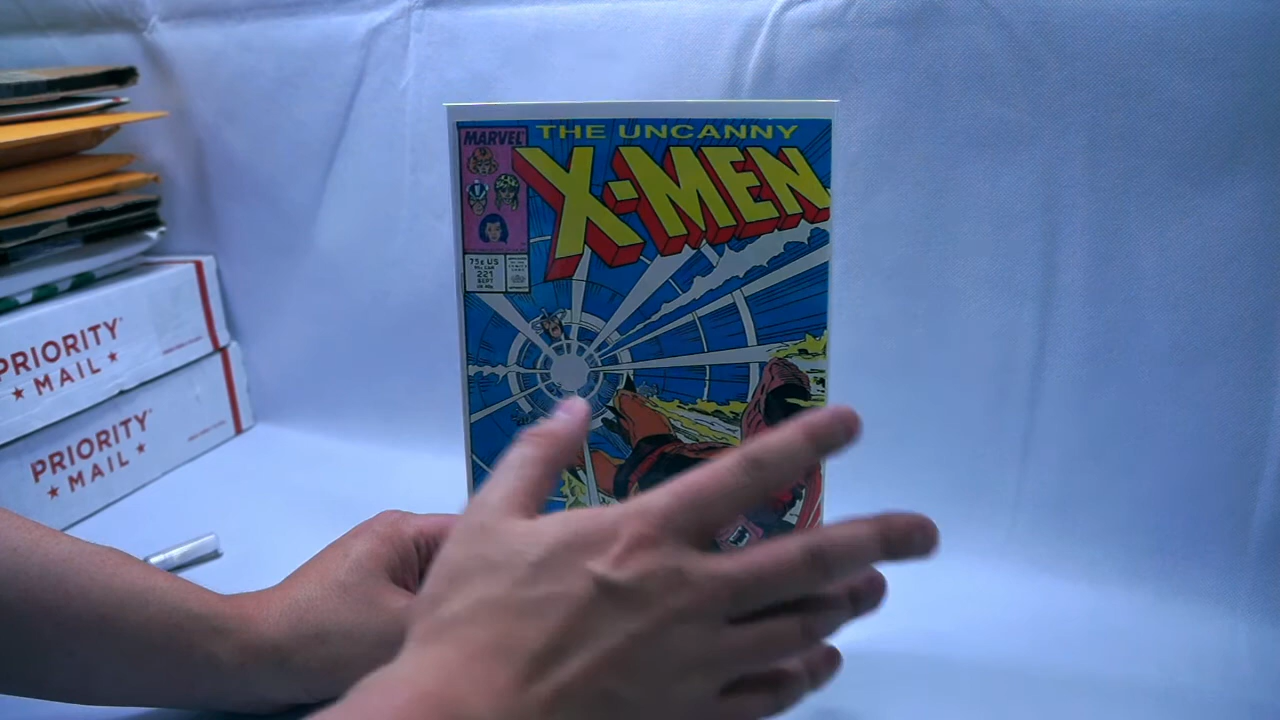 MARVEL
THE UNCANNY
X-MEN
75¢ US
221
SEPT
PRIORITY
★ MAIL ★
PRIORITY
★ MAIL ★